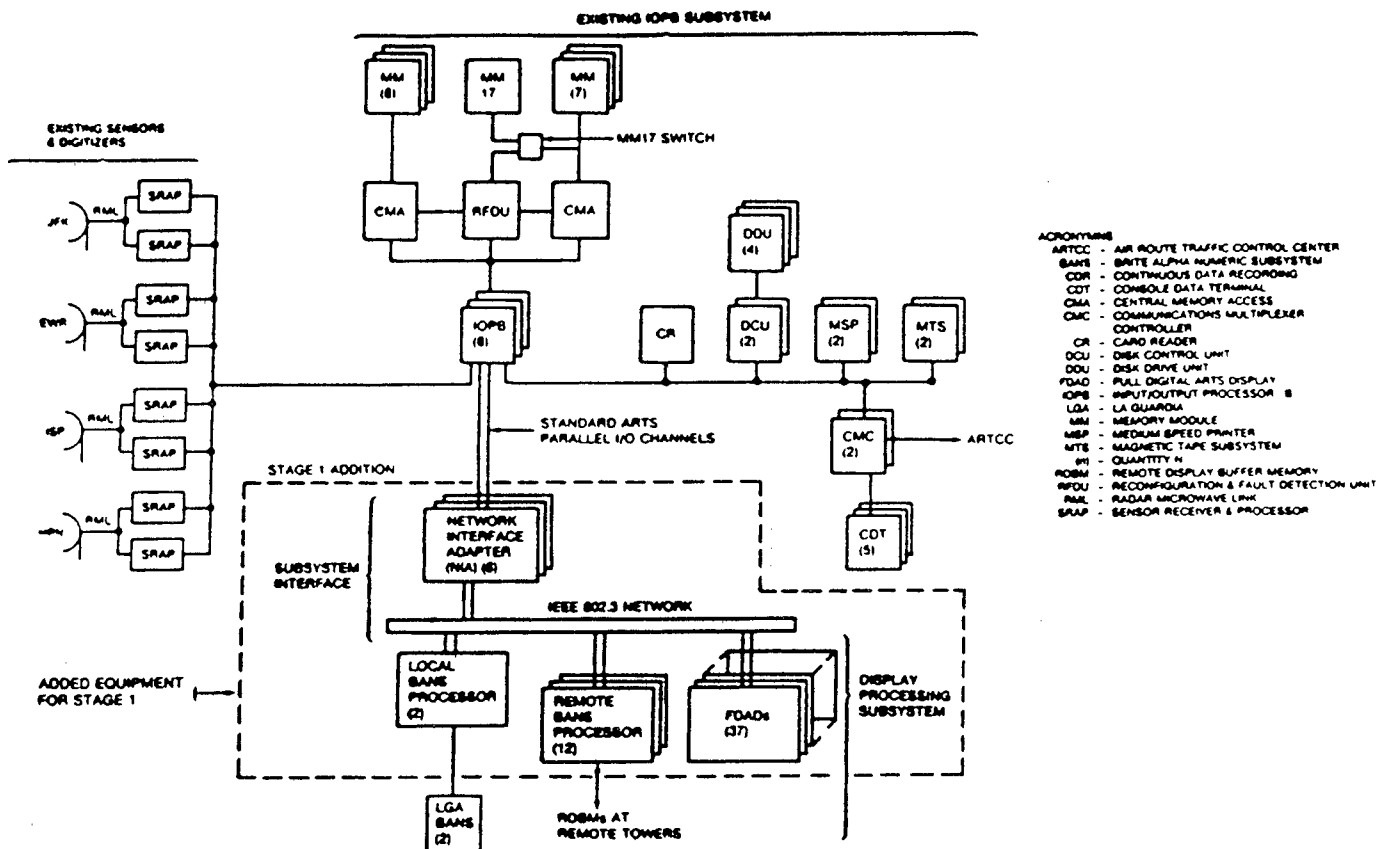 EXISTING IOPB SUBSYSTEM
MM
(8)
MM
17
MM
(7)
EXISTING SENSORS
& DIGITIZERS
MM17 SWITCH
SRAP
JFK
RML
SRAP
CMA
RFDU
CMA
DDU
(4)
SRAP
EWR
RML
SRAP
IOPB
(8)
CR
DCU
(2)
MSP
(2)
MTS
(2)
SRAP
ISP
RML
SRAP
STANDARD ARTS
PARALLEL I/O CHANNELS
CMC
(2)
ARTCC
STAGE 1 ADDITION
SRAP
RML
SRAP
SUBSYSTEM
INTERFACE
NETWORK
INTERFACE
ADAPTER
(NIA) (8)
CDT
(5)
IEEE 802.3 NETWORK
ADDED EQUIPMENT
FOR STAGE 1
LOCAL
BANS
PROCESSOR
(2)
REMOTE
BANS
PROCESSOR
(12)
FDADs
(37)
DISPLAY
PROCESSING
SUBSYSTEM
LGA
BANS
(2)
RDBMs AT
REMOTE TOWERS
ACRONYMNS
ARTCC - AIR ROUTE TRAFFIC CONTROL CENTER
BANS - BRITE ALPHA NUMERIC SUBSYSTEM
CDR - CONTINUOUS DATA RECORDING
CDT - CONSOLE DATA TERMINAL
CMA - CENTRAL MEMORY ACCESS
CMC - COMMUNICATIONS MULTIPLEXER
CONTROLLER
CR - CARD READER
DCU - DISK CONTROL UNIT
DDU - DISK DRIVE UNIT
FDAD - FULL DIGITAL ARTS DISPLAY
IOPB - INPUT/OUTPUT PROCESSOR B
LGA - LA GUARDIA
MM - MEMORY MODULE
MSP - MEDIUM SPEED PRINTER
MTS - MAGNETIC TAPE SUBSYSTEM
(n) - QUANTITY N
RDBM - REMOTE DISPLAY BUFFER MEMORY
RFDU - RECONFIGURATION & FAULT DETECTION UNIT
RML - RADAR MICROWAVE LINK
SRAP - SENSOR RECEIVER & PROCESSOR